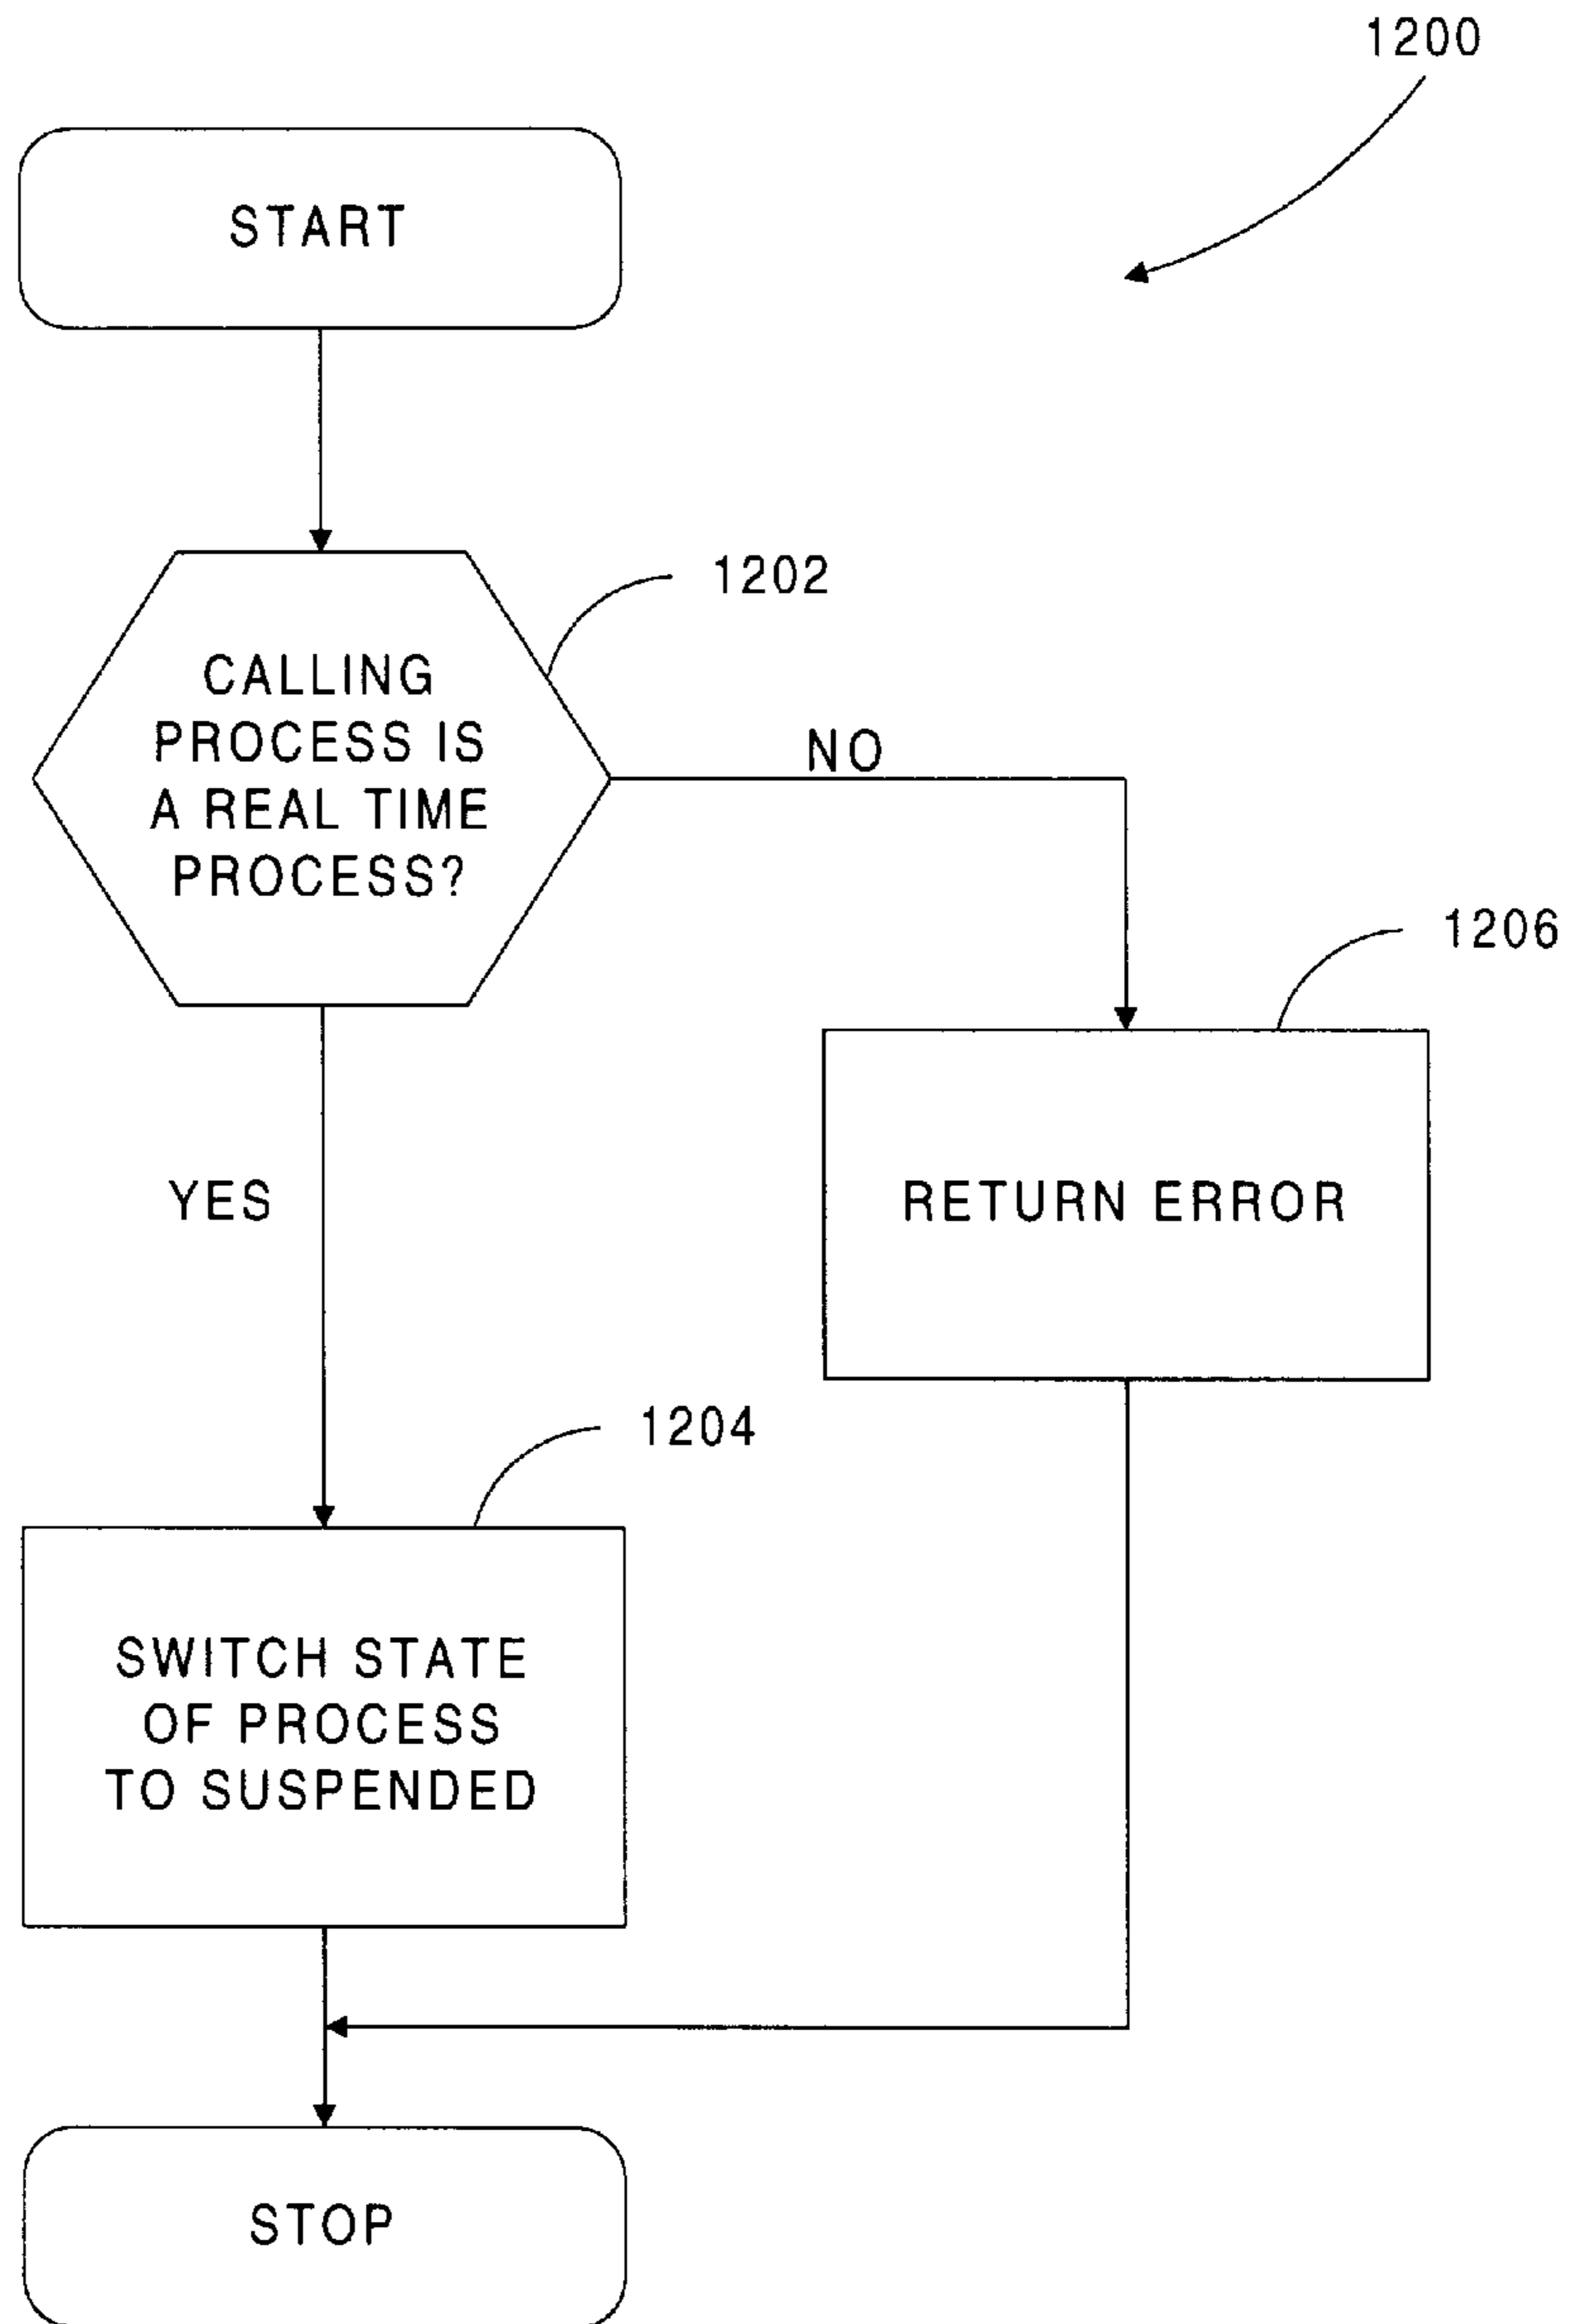 1200
START
1202
CALLING
PROCESS IS
A REAL TIME
PROCESS?
NO
1206
YES
RETURN ERROR
1204
SWITCH STATE
OF PROCESS
TO SUSPENDED
STOP